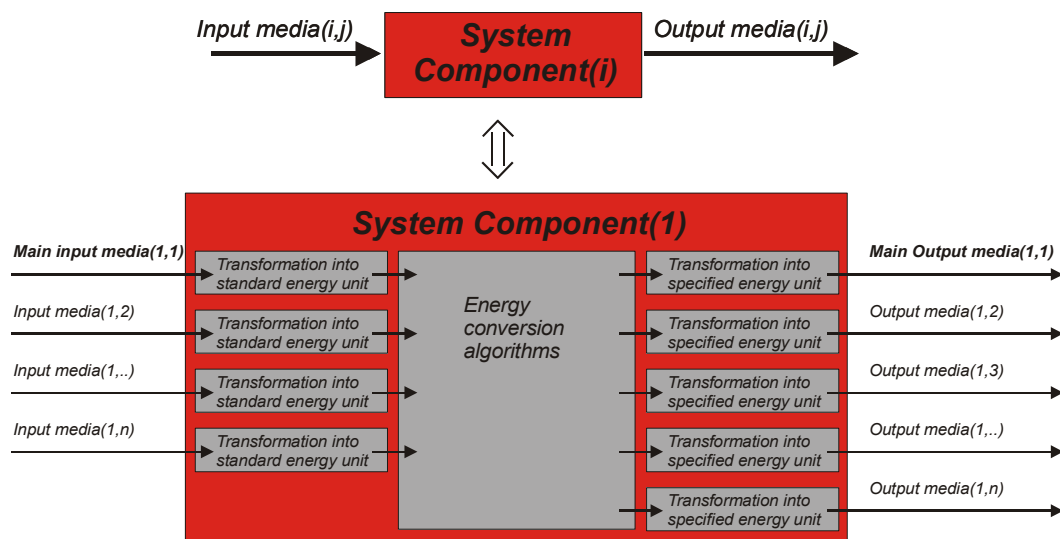 Input media(i,j)
System
Component(i)
Output media(i,j)
System Component(1)
Main input media(1,1)
Transformation into
standard energy unit
Input media(1,2)
Transformation into
standard energy unit
Input media(1,..)
Transformation into
standard energy unit
Input media(1,n)
Transformation into
standard energy unit
Energy
conversion
algorithms
Transformation into
specified energy unit
Main Output media(1,1)
Transformation into
specified energy unit
Output media(1,2)
Transformation into
specified energy unit
Output media(1,3)
Transformation into
specified energy unit
Output media(1,..)
Transformation into
specified energy unit
Output media(1,n)